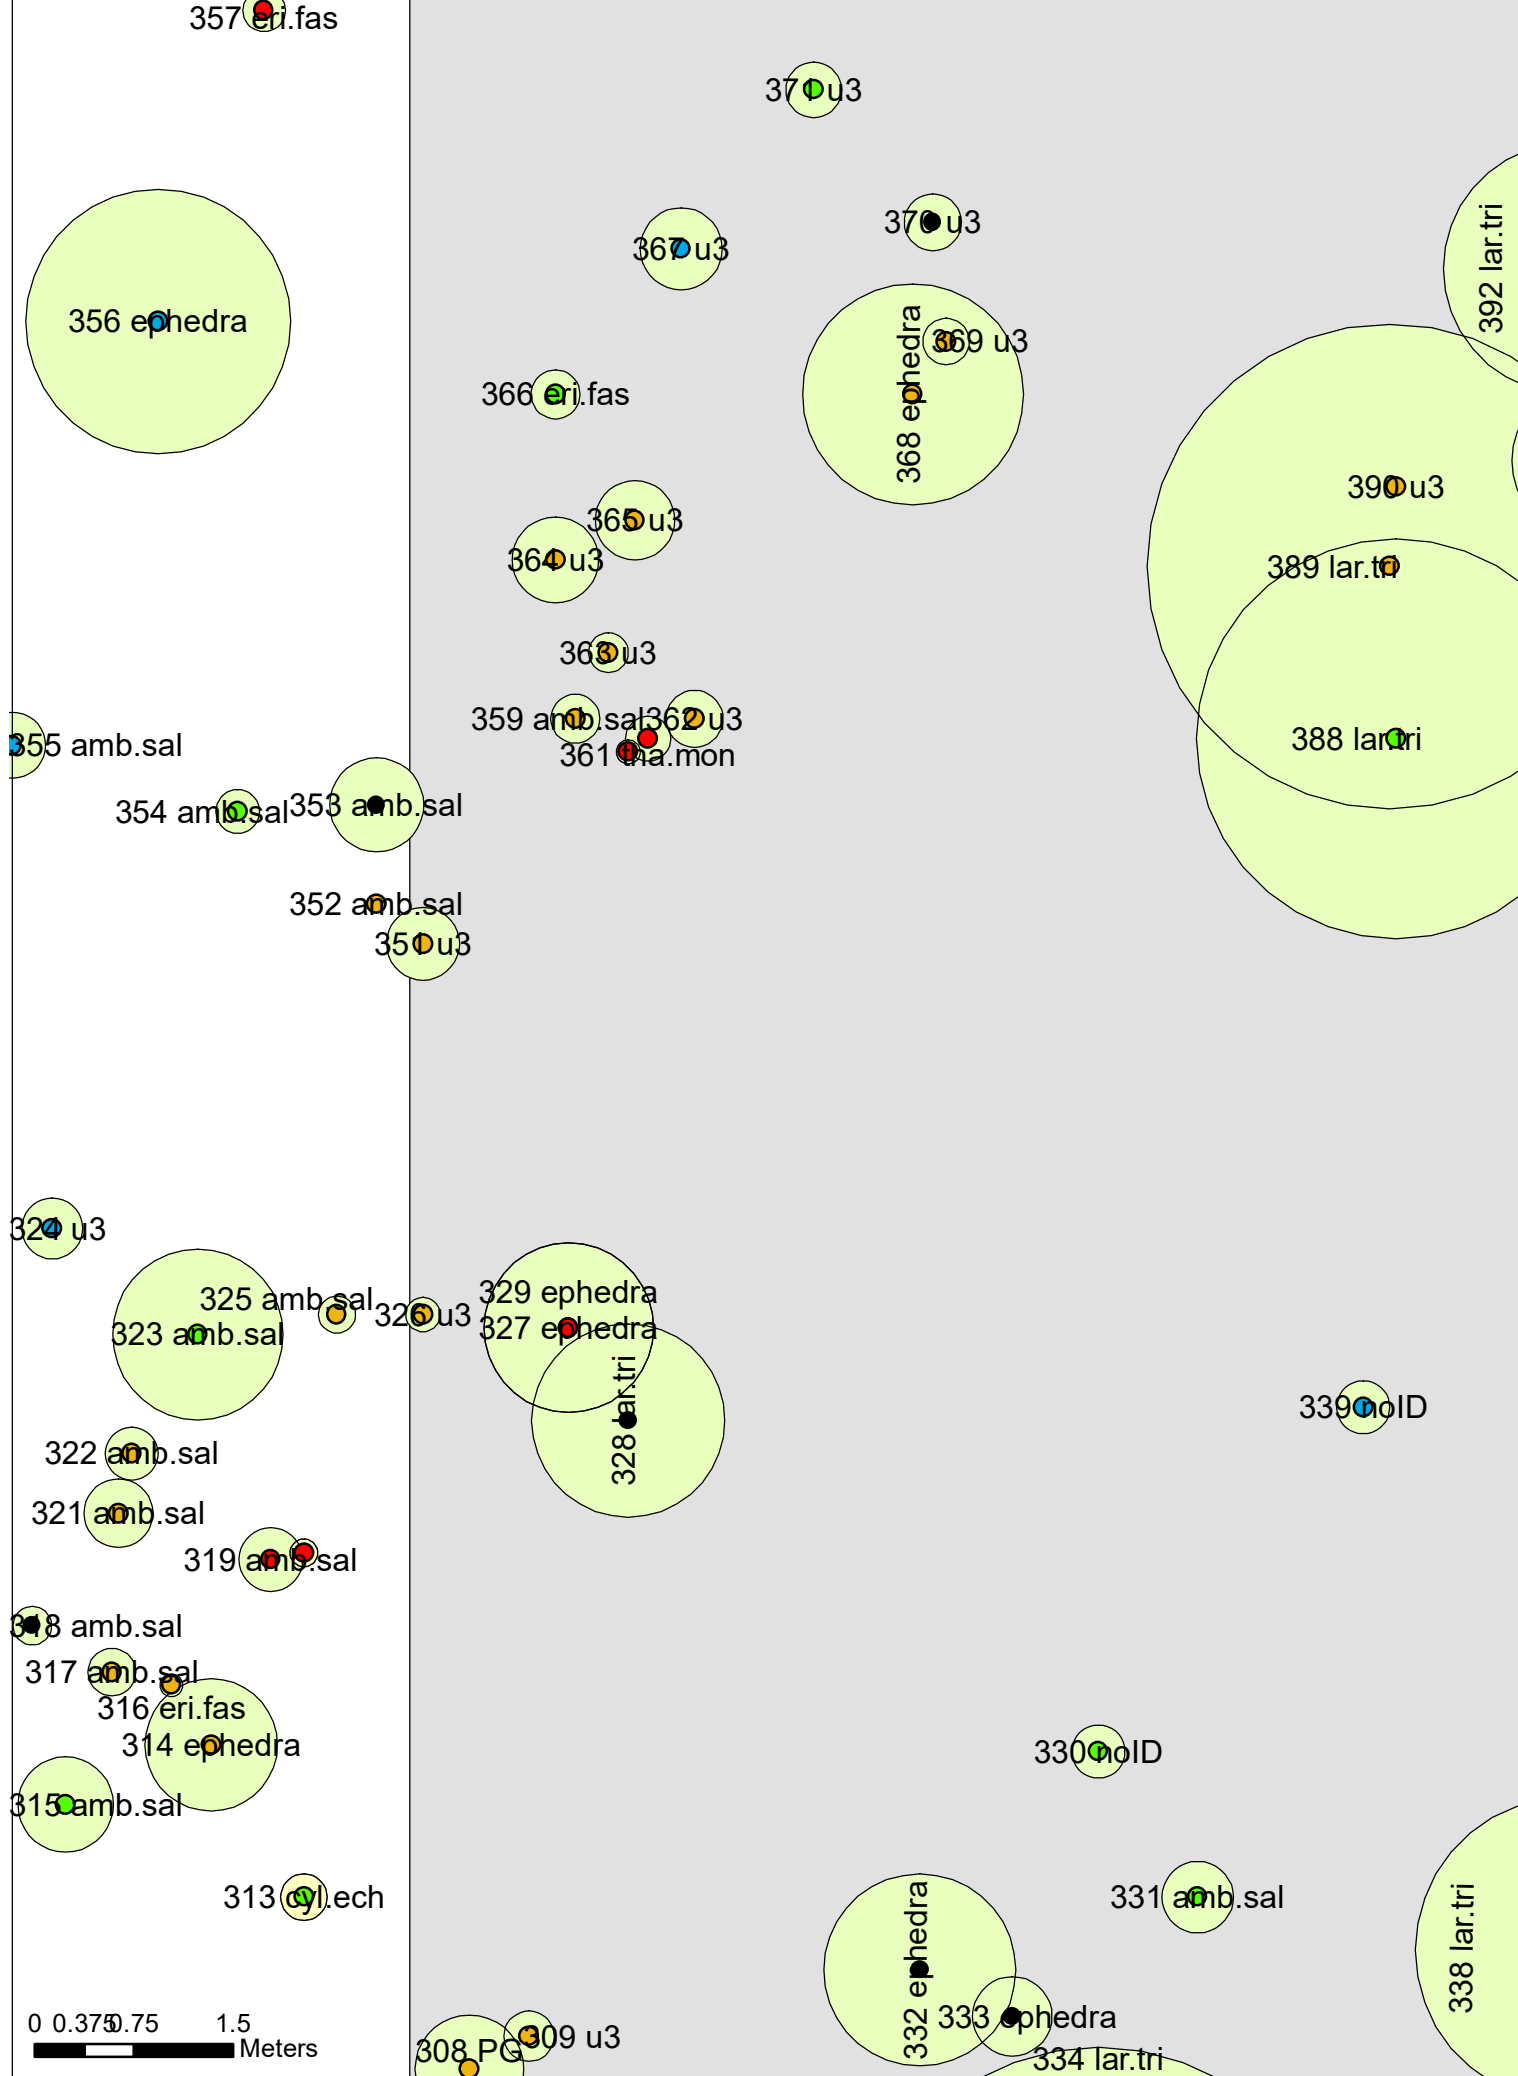 357 eri.fas
371 u3
370 u3
367 u3
392 lar.tri
356 ephedra
369 u3
368 ephedra
366 eri.fas
390 u3
365 u3
364 u3
389 lar.tri
363 u3
359 amb.sal
362 u3
361 tha.mon
388 lar.tri
355 amb.sal
354 amb.sal
353 amb.sal
352 amb.sal
351 u3
324 u3
325 amb.sal
326 u3
329 ephedra
327 ephedra
323 amb.sal
328 lar.tri
339 noID
322 amb.sal
321 amb.sal
319 amb.sal
318 amb.sal
317 amb.sal
316 eri.fas
314 ephedra
330 noID
315 amb.sal
313 cyl.ech
331 amb.sal
332 ephedra
338 lar.tri
333 ephedra
309 u3
308 PG
334 lar.tri
0 0.375 0.75 1.5
Meters